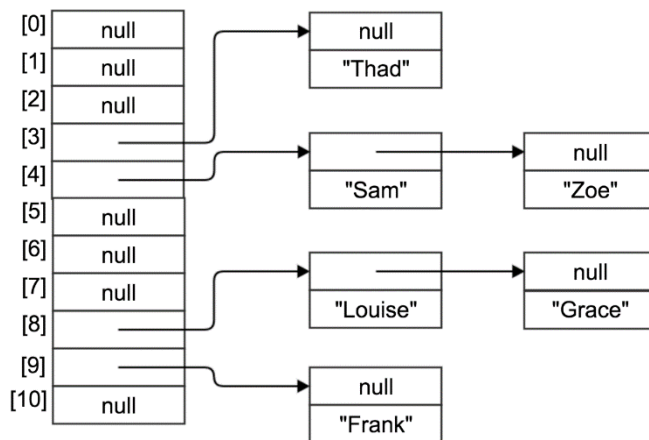 [0] null null
[1] null "Thad"
[2] null
[3]
[4] null
"Sam" "Zoe"
[5] null
[6] null
[7] null null
[8] "Louise" "Grace"
[9] null
[10] null "Frank"